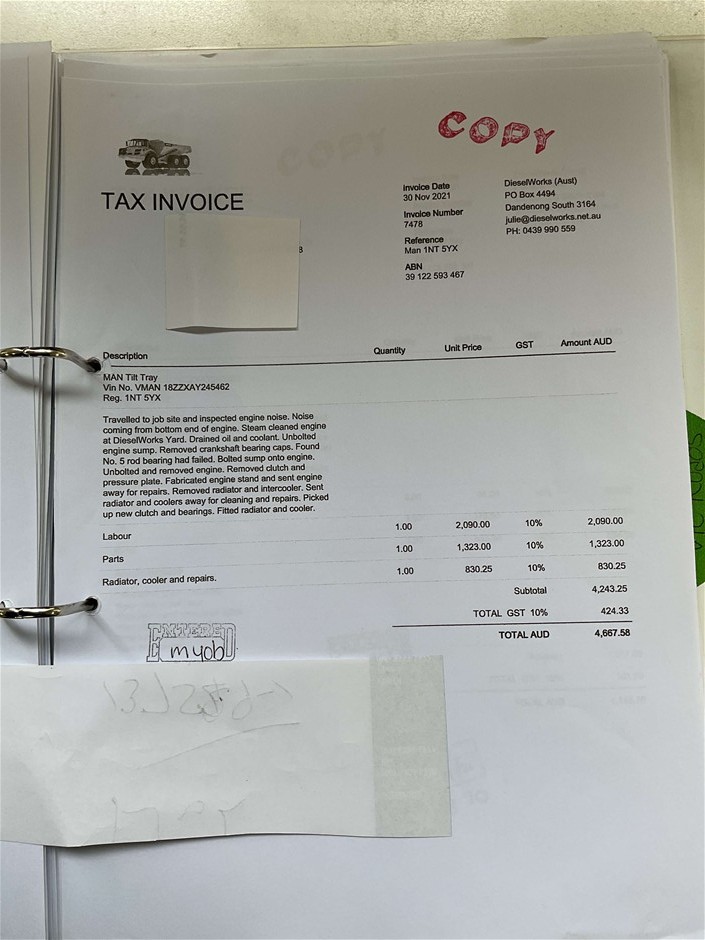 COPY
TAX INVOICE
Invoice Date
30 Nov 2021
Invoice Number
7478
Reference
Man 1NT 5YX
ABN
39 122 593 467
DieselWorks (Aust)
PO Box 4494
Dandenong South 3164
julie@dieselworks.net.au
PH: 0439 990 559
Description Quantity Unit Price GST Amount AUD
MAN Tilt Tray
Vin No. VMAN 18ZZXAY245462
Reg. 1NT 5YX
Travelled to job site and inspected engine noise. Noise
coming from bottom end of engine. Steam cleaned engine
at DieselWorks Yard. Drained oil and coolant. Unbolted
engine sump. Removed crankshaft bearing caps. Found
No. 5 rod bearing had failed. Bolted sump onto engine.
Unbolted and removed engine. Removed clutch and
pressure plate. Fabricated engine stand and sent engine
away for repairs. Removed radiator and intercooler. Sent
radiator and coolers away for cleaning and repairs. Picked
up new clutch and bearings. Fitted radiator and cooler.
Labour 1.00 2,090.00 10% 2,090.00
Parts 1.00 1,323.00 10% 1,323.00
Radiator, cooler and repairs. 1.00 830.25 10% 830.25
Subtotal 4,243.25
TOTAL GST 10% 424.33
TOTAL AUD 4,667.58
ENTERED
myob